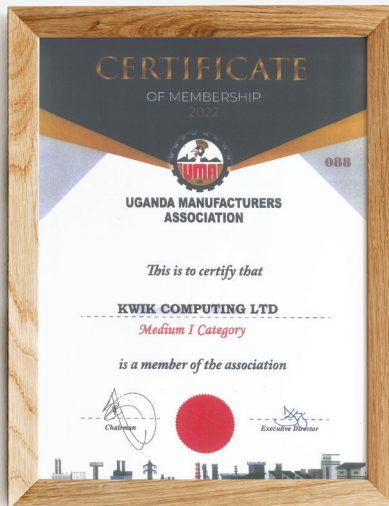 CERTIFICATE
OF MEMBERSHIP
2022
088
UMA
UGANDA MANUFACTURERS
ASSOCIATION
This is to certify that
KWIK COMPUTING LTD
Medium I Category
is a member of the association
Chairman
Executive Director